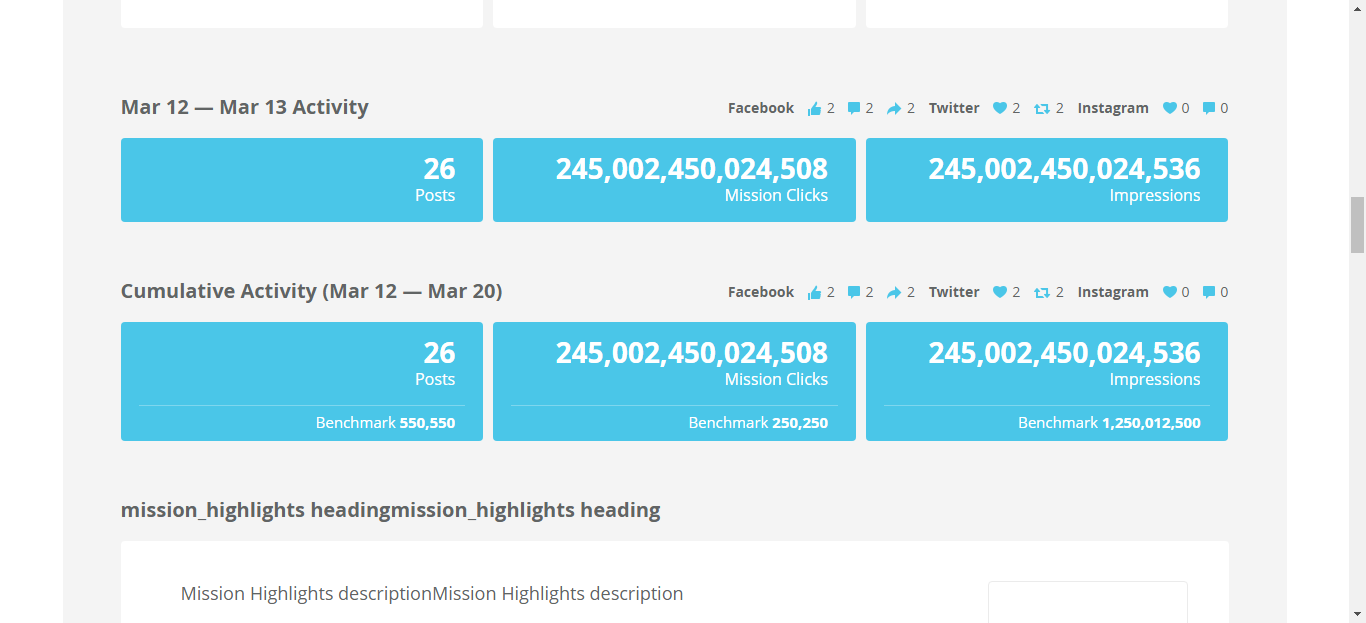 Mar 12 — Mar 13 Activity
Facebook 2 2 2 Twitter 2 2 Instagram 0 0
26
Posts
245,002,450,024,508
Mission Clicks
245,002,450,024,536
Impressions
Cumulative Activity (Mar 12 — Mar 20)
Facebook 2 2 2 Twitter 2 2 Instagram 0 0
26
Posts
Benchmark 550,550
245,002,450,024,508
Mission Clicks
Benchmark 250,250
245,002,450,024,536
Impressions
Benchmark 1,250,012,500
mission_highlights headingmission_highlights heading
Mission Highlights descriptionMission Highlights description